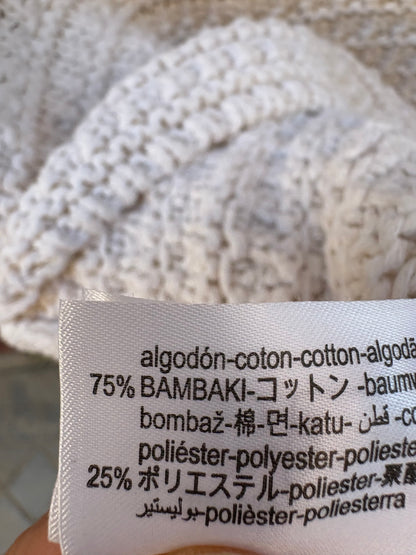 algodón-coton-cotton-algodã
75% BAMBAKI-コットン -baumw
bombaž-棉-면-katu- قطن -co
poliéster-polyester-polieste
25% ポリエステル-poliester-聚
بوليستير-polièster-poliesterra